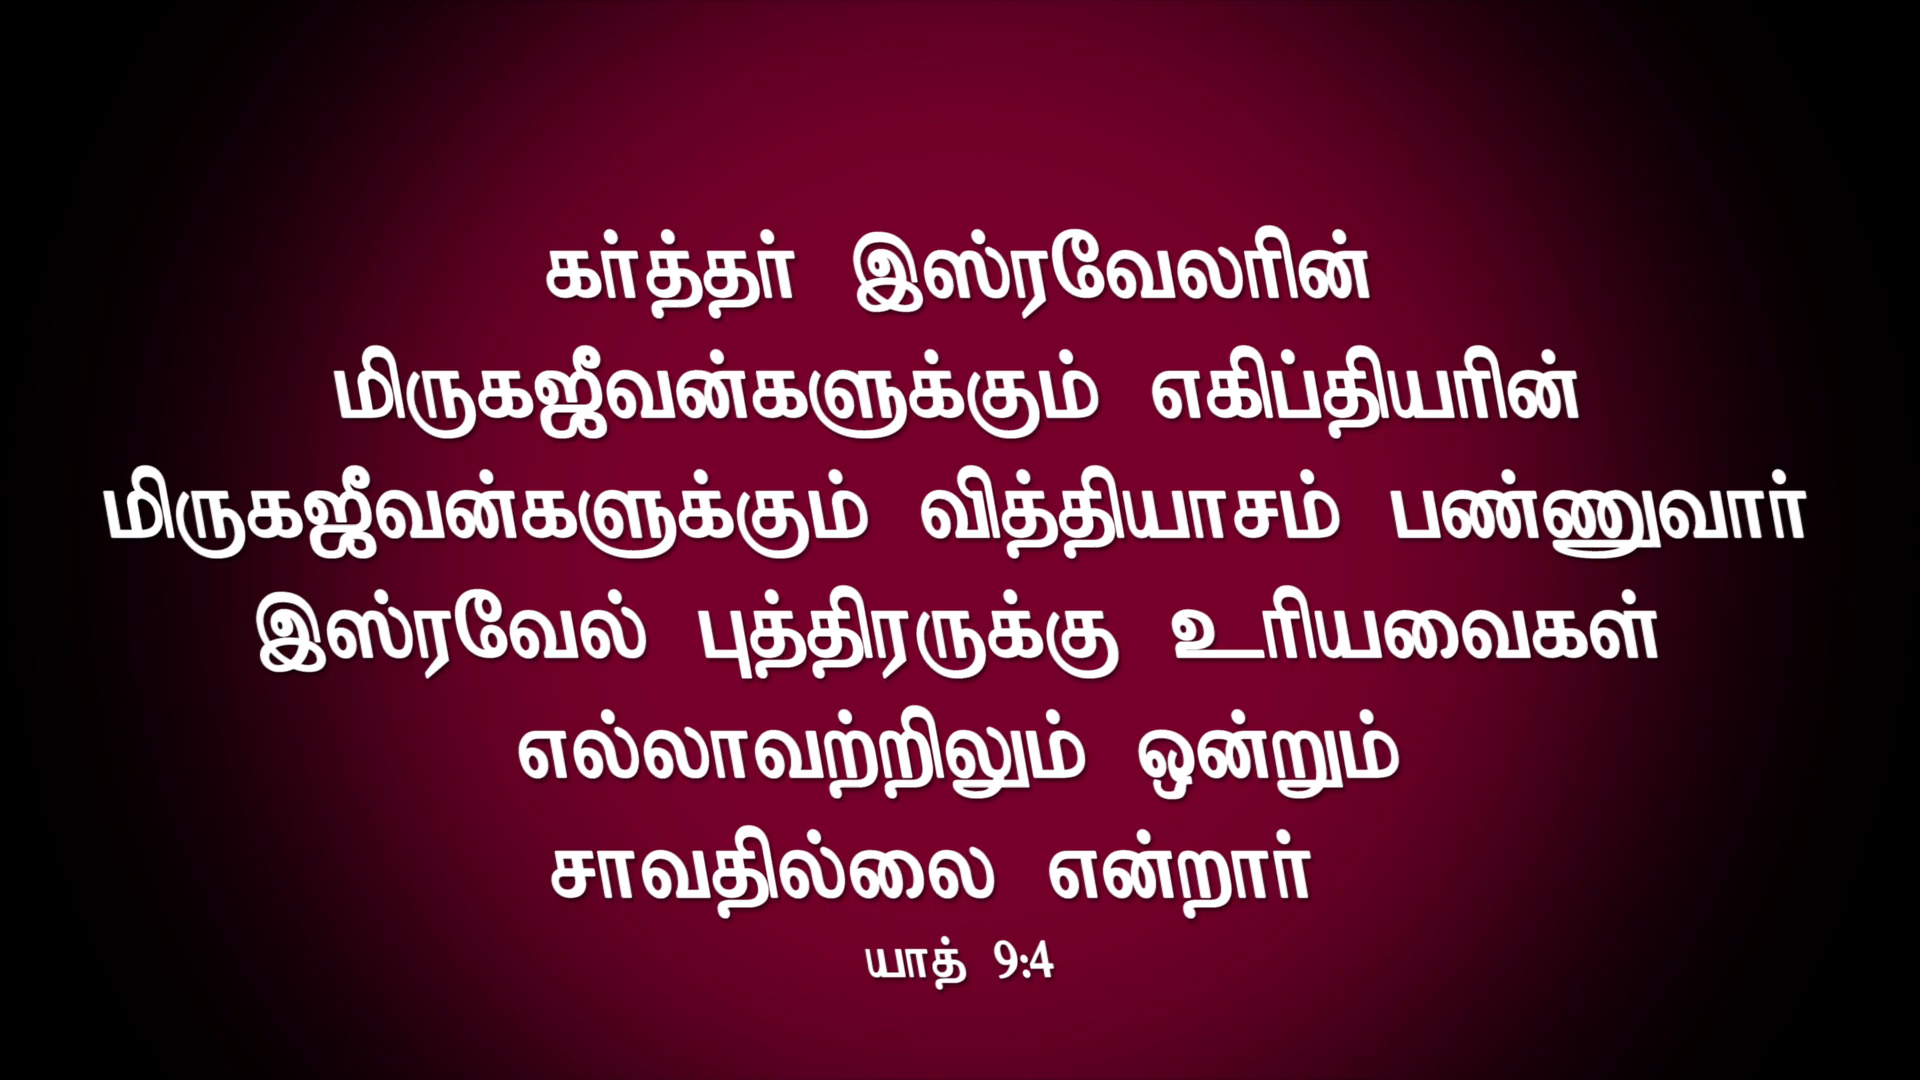 கர்த்தர் இஸ்ரவேலரின்
மிருகஜீவன்களுக்கும் எகிப்தியரின்
மிருகஜீவன்களுக்கும் வித்தியாசம் பண்ணுவார்
இஸ்ரவேல் புத்திரருக்கு உரியவைகள்
எல்லாவற்றிலும் ஒன்றும்
சாவதில்லை என்றார்
யாத் 9:4